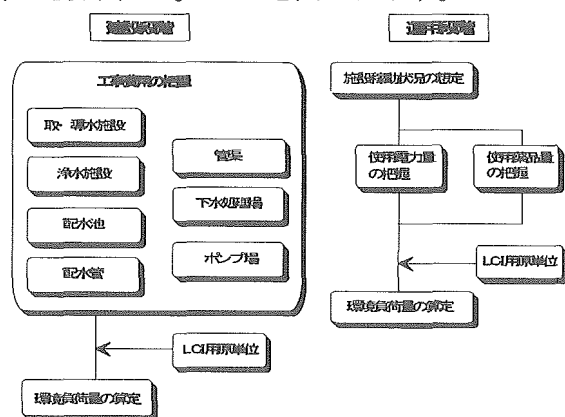 建設段階
工事費用の把握
取・導水施設
浄水施設
配水池
配水管
管渠
下水処理場
ポンプ場
LCI用原単位
環境負荷量の算定
運用段階
施設稼働状況の想定
使用電力量
の把握
使用薬品量
の把握
LCI用原単位
環境負荷量の算定